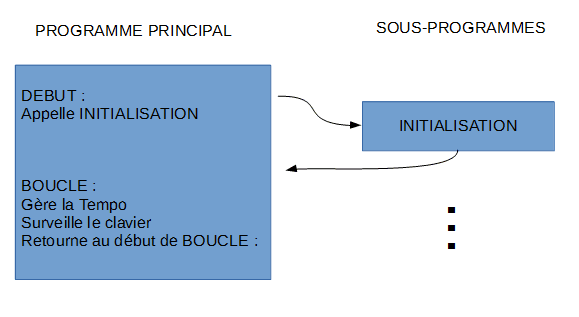 PROGRAMME PRINCIPAL
SOUS-PROGRAMMES
DEBUT :
Appelle INITIALISATION
INITIALISATION
BOUCLE :
Gère la Tempo
Surveille le clavier
Retourne au début de BOUCLE :